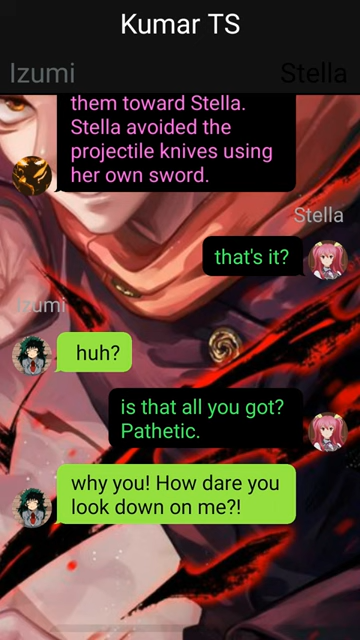 Kumar TS
Izumi
Stella
them toward Stella.
Stella avoided the
projectile knives using
her own sword.
Stella
that's it?
Izumi
huh?
is that all you got?
Pathetic.
why you! How dare you
look down on me?!